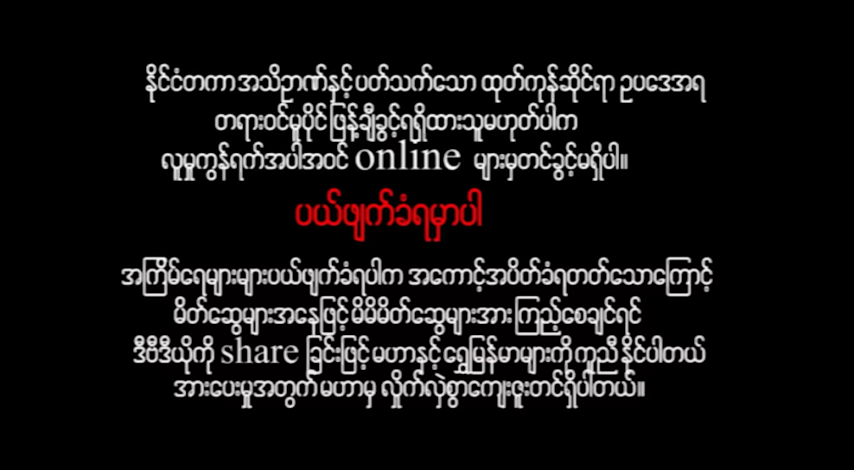 နိုင်ငံတကာ အသိဉာဏ်နှင့် ပတ်သက်သော ထုတ်ကုန်ဆိုင်ရာ ဥပဒေအရ
တရားဝင်မူပိုင် ဖြန့်ချီခွင့်ရရှိထားသူမဟုတ်ပါက
လူမှုကွန်ရက်အပါအဝင် online များမှတင်ခွင့်မရှိပါ။
ပယ်ဖျက်ခံရမှာပါ
အကြိမ်ရေများများပယ်ဖျက်ခံရပါက အကောင့်အပိတ်ခံရတတ်သောကြောင့်
မိတ်ဆွေများအနေဖြင့် မိမိမိတ်ဆွေများအား ကြည့်စေချင်ရင်
ဒီဗီဒီယိုကို share ခြင်းဖြင့် မဟာနှင့် ရွှေမြန်မာများကို ကူညီ နိုင်ပါတယ်
အားပေးမှုအတွက် မဟာမှ လှိုက်လှဲစွာကျေးဇူးတင်ရှိပါတယ်။